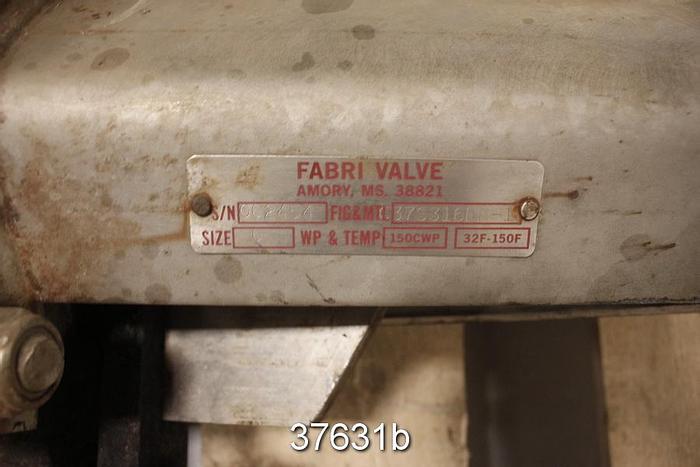 FABRI VALVE
AMORY, MS. 38821
S/N FIG&MTL
SIZE WP & TEMP 150CWP 32F-150F
37631b